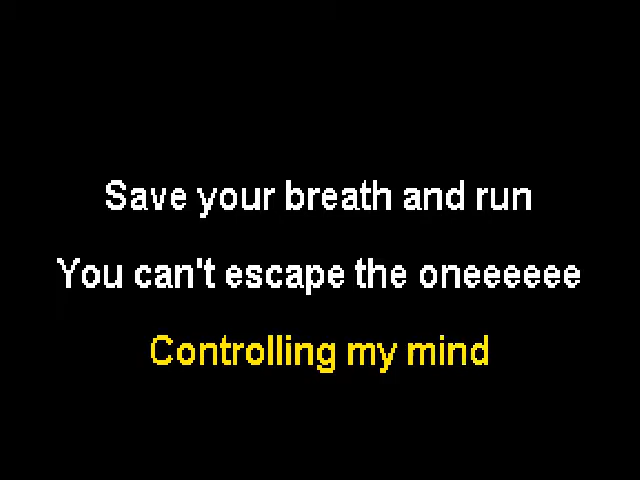 Save your breath and run
You can't escape the oneeeeee
Controlling my mind